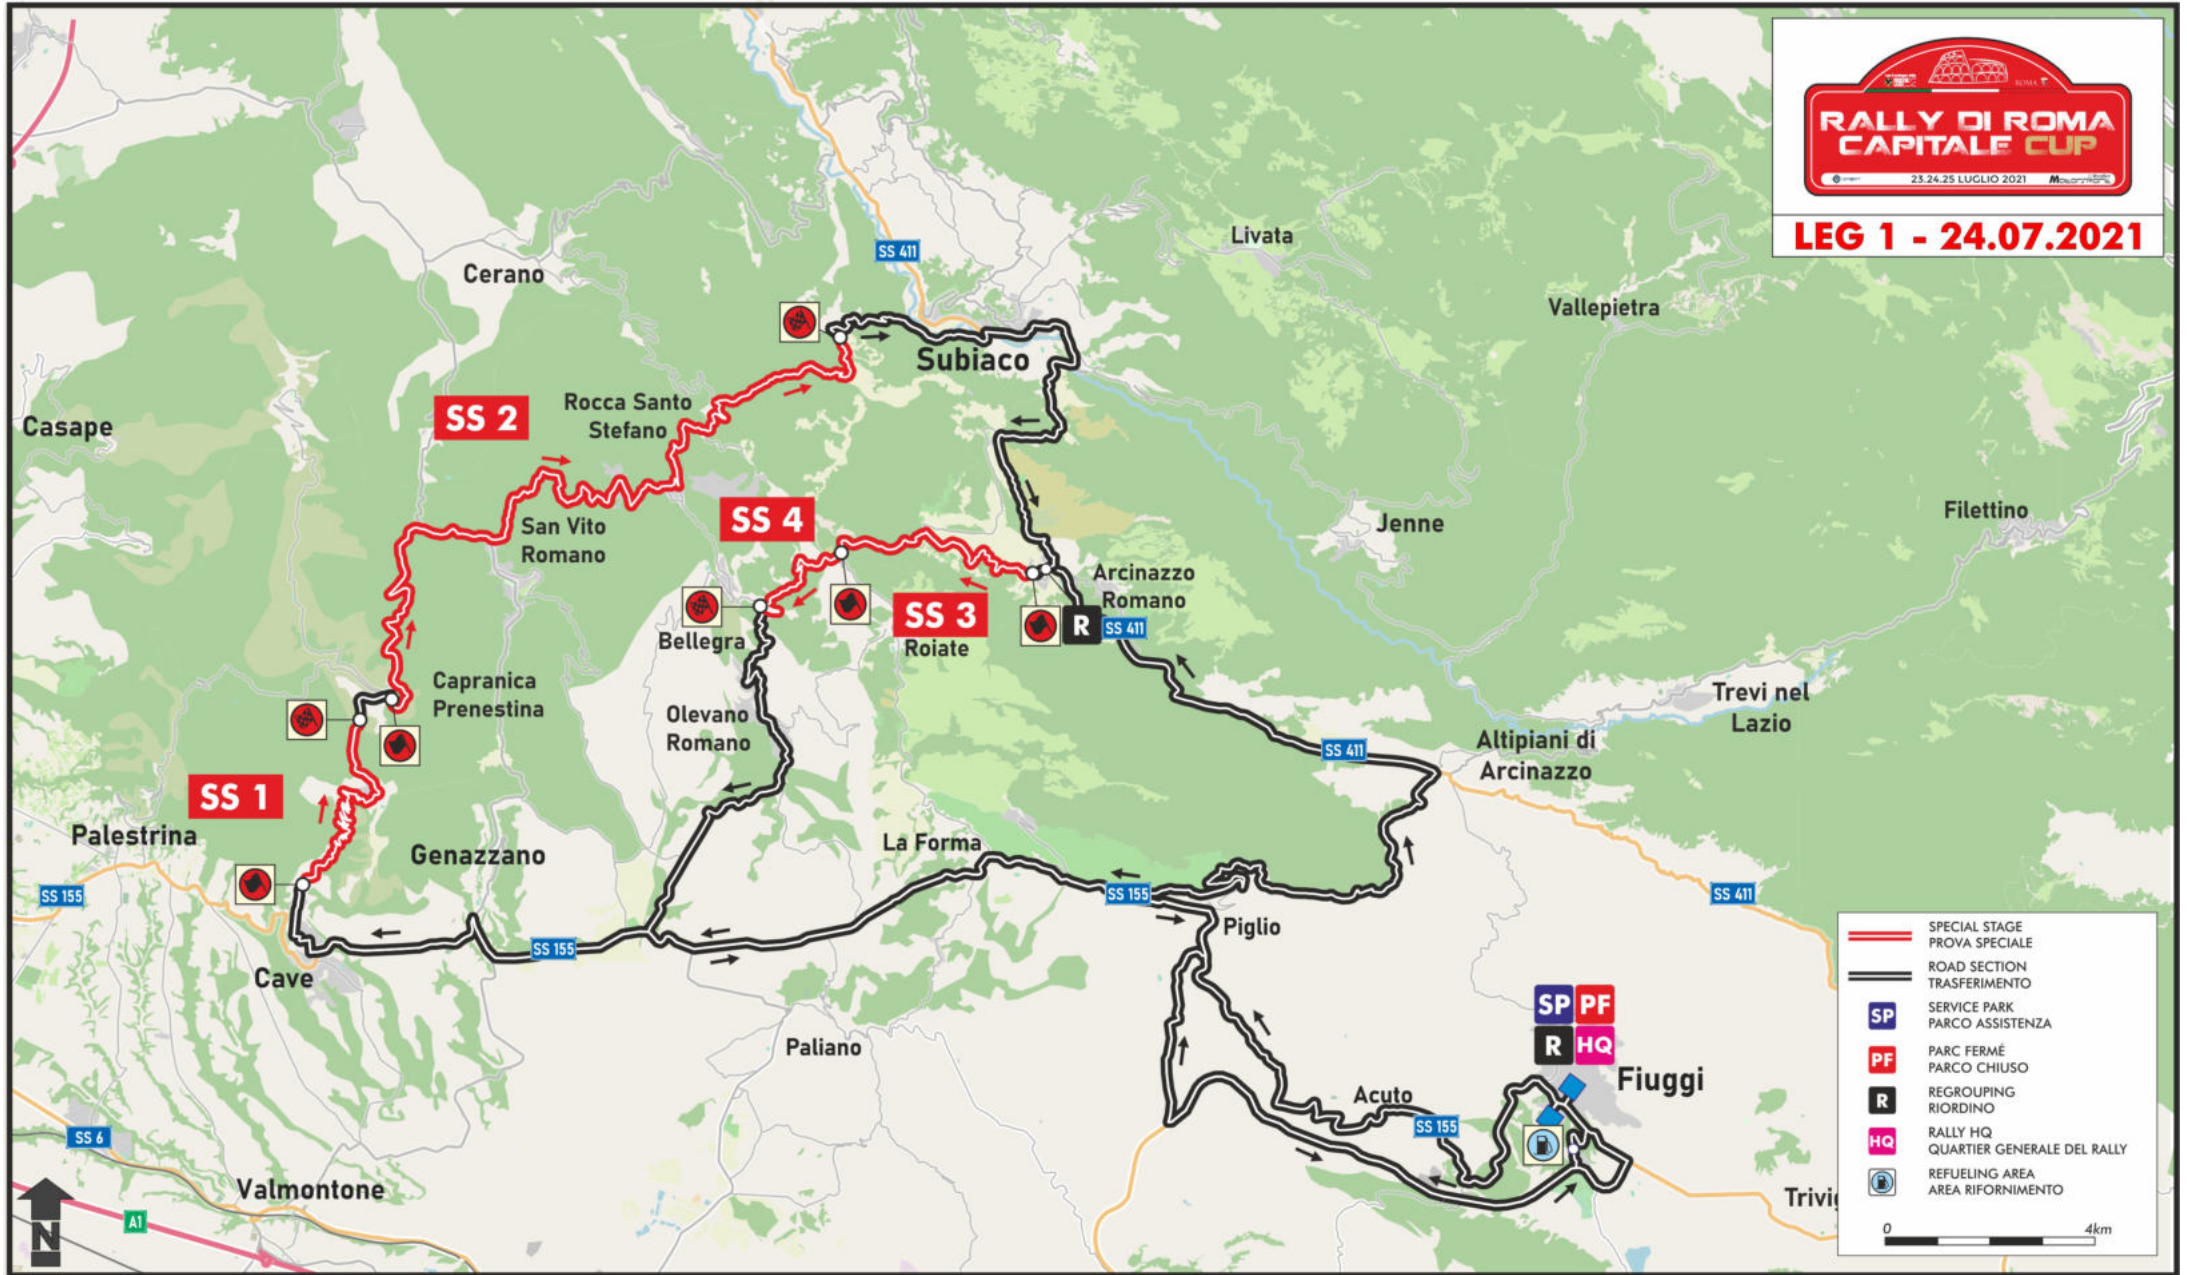 ROMA
RALLY DI ROMA
CAPITALE CUP
23.24.25 LUGLIO 2021
LEG 1 - 24.07.2021
Livata
SS 411
Cerano
Vallepietra
Subiaco
Casape
SS 2
Rocca Santo
Stefano
San Vito
Romano
SS 4
Jenne
Filettino
Arcinazzo
Romano
SS 3
Roiate
R
SS 411
Bellegra
Capranica
Prenestina
Olevano
Romano
Trevi nel
Lazio
Altipiani di
Arcinazzo
SS 411
SS 1
Palestrina
Genazzano
La Forma
SS 155
SS 155
SS 411
Piglio
SS 155
Cave
Paliano
SP PF
R HQ
Fiuggi
Acuto
SS 155
SS 6
Valmontone
A1
N
Trivig
SPECIAL STAGE
PROVA SPECIALE
ROAD SECTION
TRASFERIMENTO
SP
SERVICE PARK
PARCO ASSISTENZA
PF
PARC FERMÉ
PARCO CHIUSO
R
REGROUPING
RIORDINO
HQ
RALLY HQ
QUARTIER GENERALE DEL RALLY
REFUELING AREA
AREA RIFORNIMENTO
0 4km